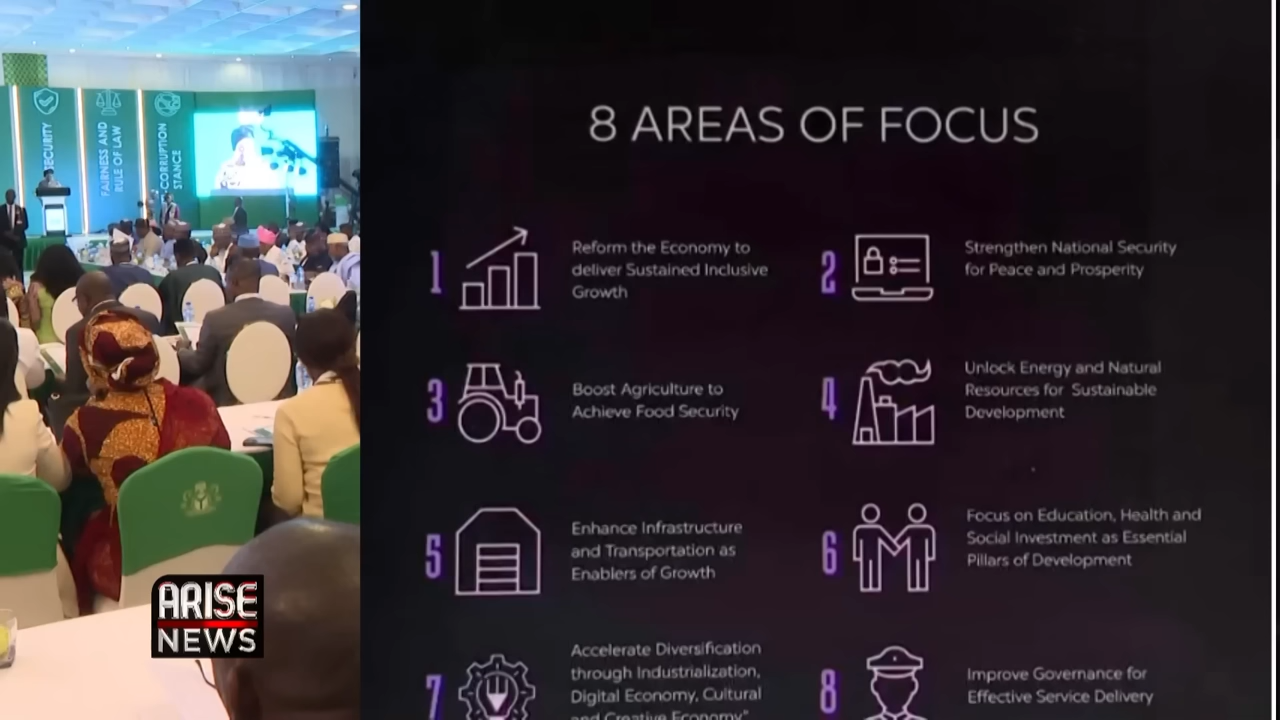 SECURITY
FAIRNESS AND
RULE OF LAW
-CORRUPTION
STANCE
ARISE
NEWS
8 AREAS OF FOCUS
1
Reform the Economy to
deliver Sustained Inclusive
Growth
2
Strengthen National Security
for Peace and Prosperity
3
Boost Agriculture to
Achieve Food Security
4
Unlock Energy and Natural
Resources for Sustainable
Development
5
Enhance Infrastructure
and Transportation as
Enablers of Growth
6
Focus on Education, Health and
Social Investment as Essential
Pillars of Development
7
Accelerate Diversification
through Industrialization,
Digital Economy, Cultural
and Creative Economy"
8
Improve Governance for
Effective Service Delivery